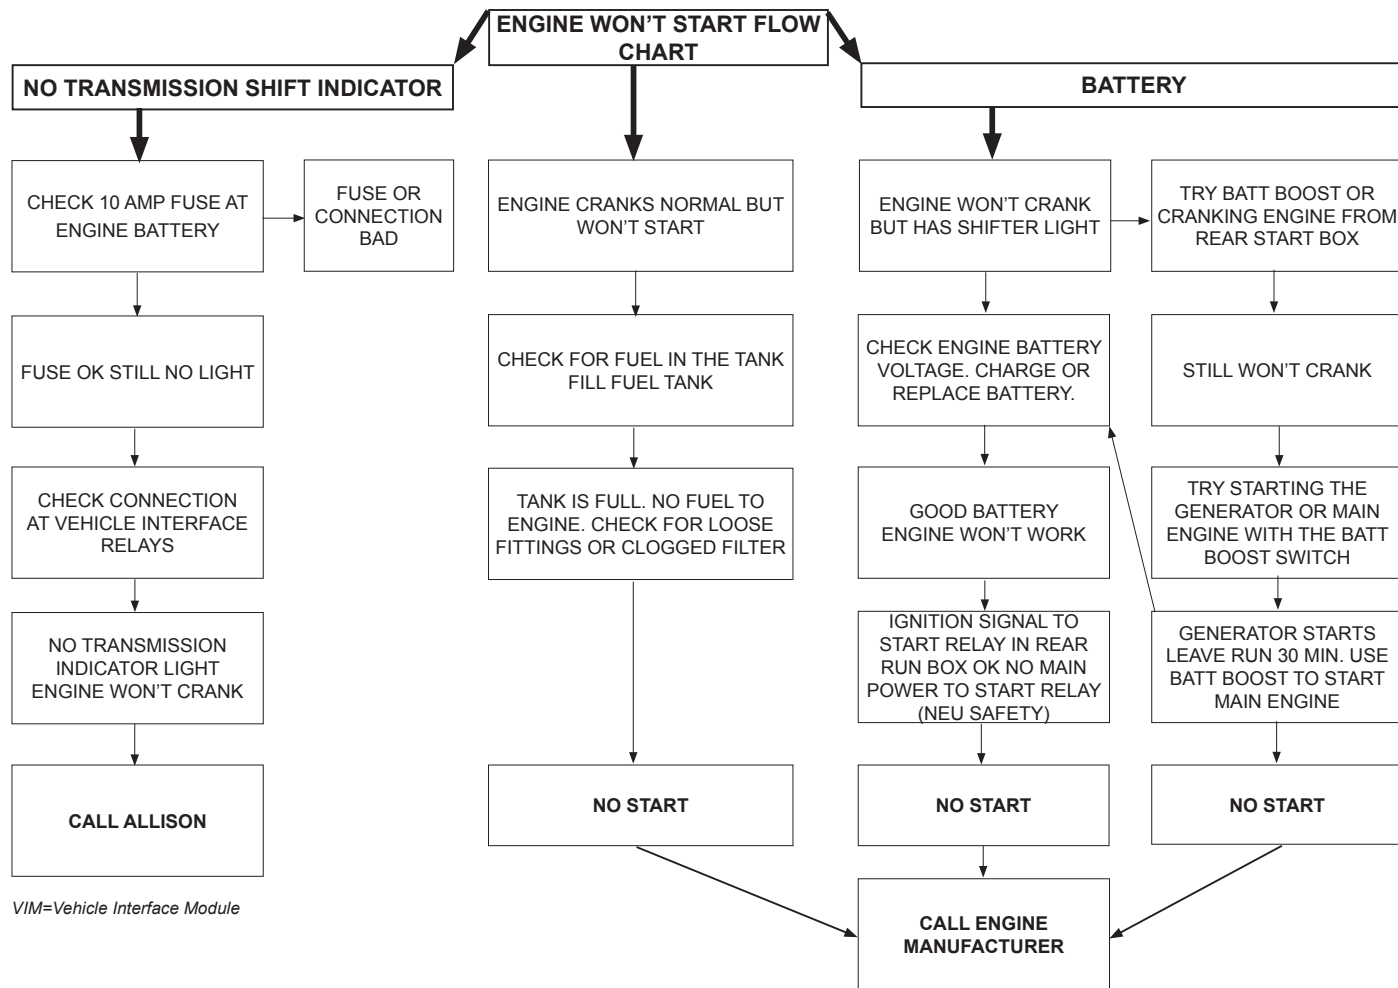 ENGINE WON'T START FLOW
CHART
NO TRANSMISSION SHIFT INDICATOR
BATTERY
CHECK 10 AMP FUSE AT
ENGINE BATTERY
FUSE OR
CONNECTION
BAD
FUSE OK STILL NO LIGHT
CHECK CONNECTION
AT VEHICLE INTERFACE
RELAYS
NO TRANSMISSION
INDICATOR LIGHT
ENGINE WON'T CRANK
CALL ALLISON
VIM=Vehicle Interface Module
ENGINE CRANKS NORMAL BUT
WON'T START
CHECK FOR FUEL IN THE TANK
FILL FUEL TANK
TANK IS FULL. NO FUEL TO
ENGINE. CHECK FOR LOOSE
FITTINGS OR CLOGGED FILTER
NO START
ENGINE WON'T CRANK
BUT HAS SHIFTER LIGHT
CHECK ENGINE BATTERY
VOLTAGE. CHARGE OR
REPLACE BATTERY.
GOOD BATTERY
ENGINE WON'T WORK
IGNITION SIGNAL TO
START RELAY IN REAR
RUN BOX OK NO MAIN
POWER TO START RELAY
(NEU SAFETY)
NO START
TRY BATT BOOST OR
CRANKING ENGINE FROM
REAR START BOX
STILL WON'T CRANK
TRY STARTING THE
GENERATOR OR MAIN
ENGINE WITH THE BATT
BOOST SWITCH
GENERATOR STARTS
LEAVE RUN 30 MIN. USE
BATT BOOST TO START
MAIN ENGINE
NO START
CALL ENGINE
MANUFACTURER